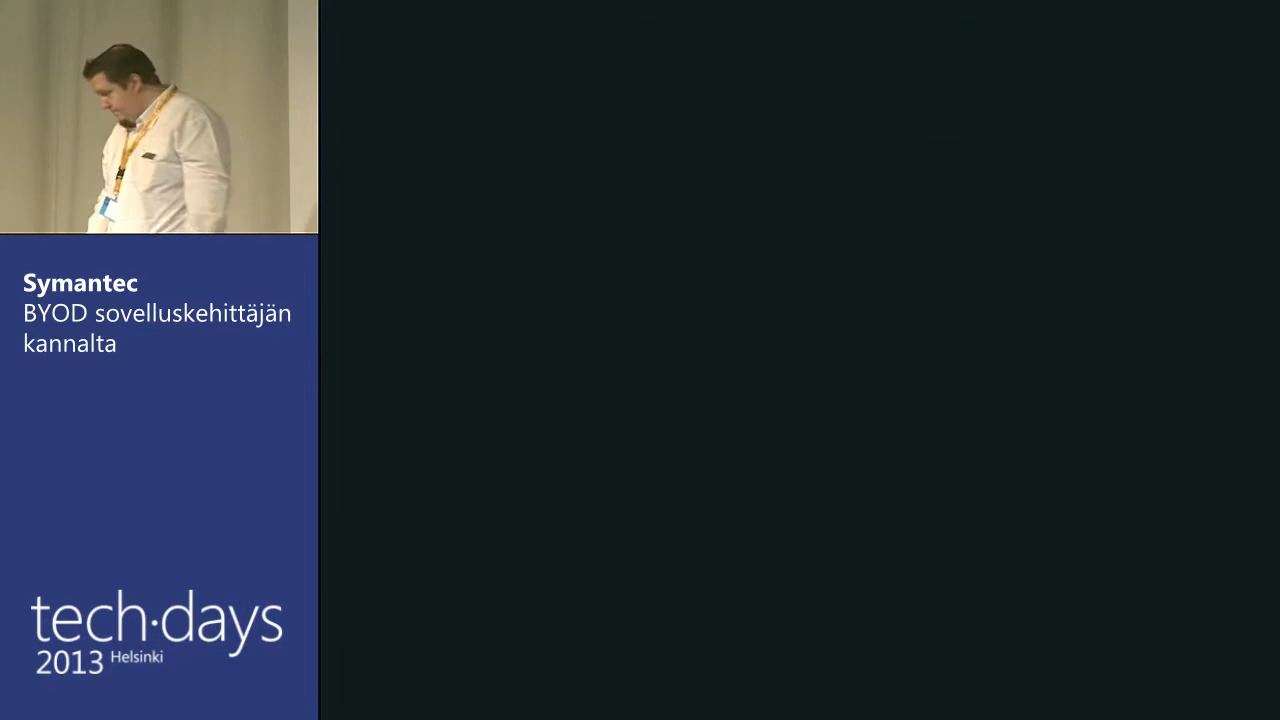 Symantec
BYOD sovelluskehittäjän
kannalta
tech·days
2013 Helsinki